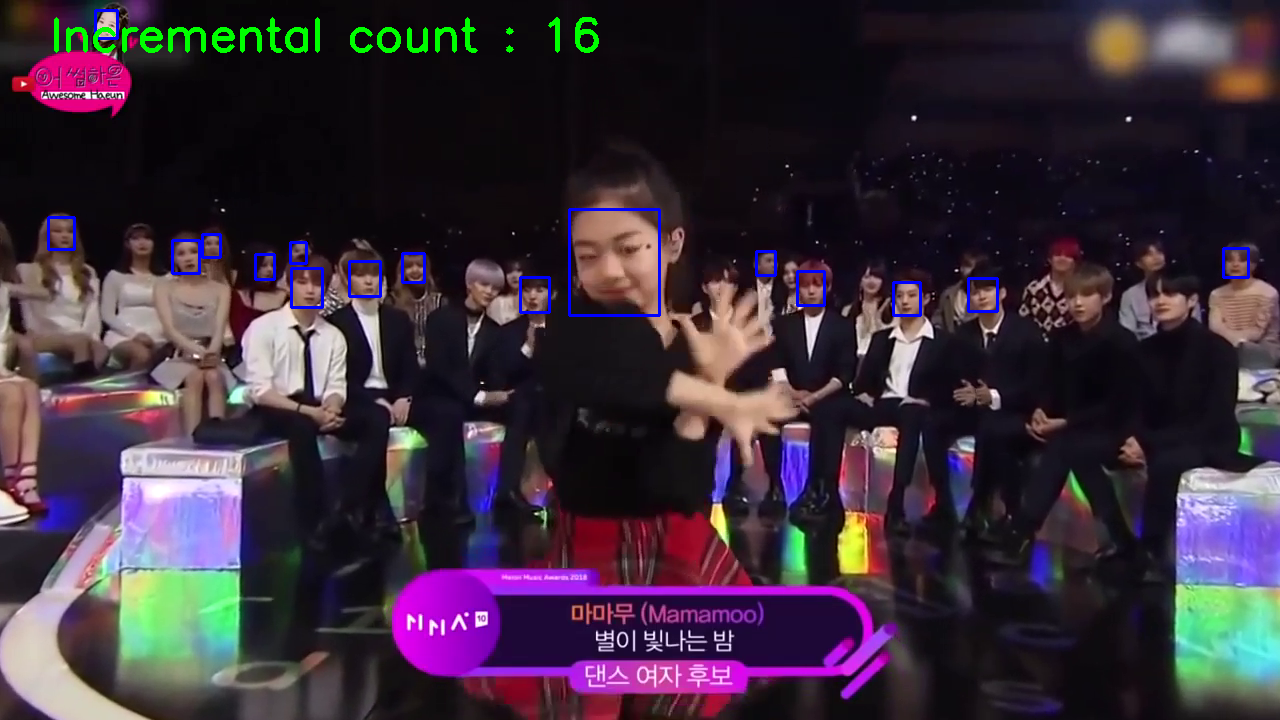 Incremental count : 16
어 썸하은
Awesome Haeun
Melon Music Awards 2018
MMA 10
마마무 (Mamamoo)
별이 빛나는 밤
댄스 여자 후보